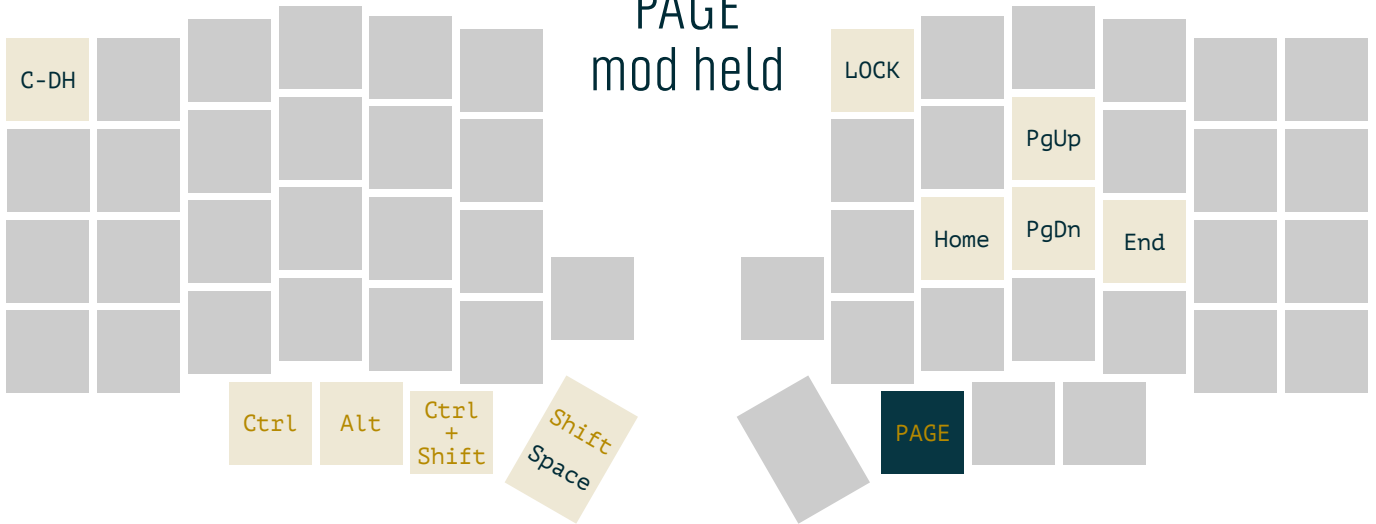 PAGE
mod held
C-DH
LOCK
PgUp
Home
PgDn
End
Ctrl
Alt
Ctrl
+
Shift
Shift
Space
PAGE